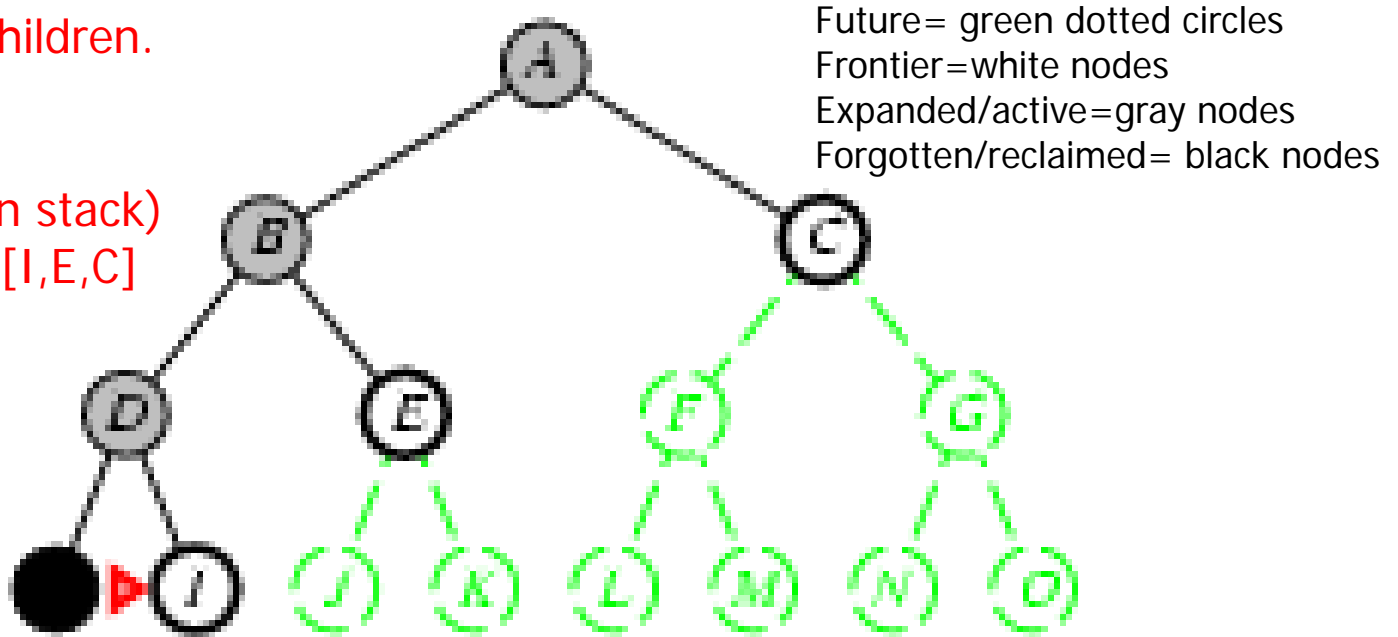 hildren.
n stack)
[I,E,C]
Future= green dotted circles
Frontier=white nodes
Expanded/active=gray nodes
Forgotten/reclaimed= black nodes
A
B
C
D
E
F
G
I
J
K
L
M
N
O